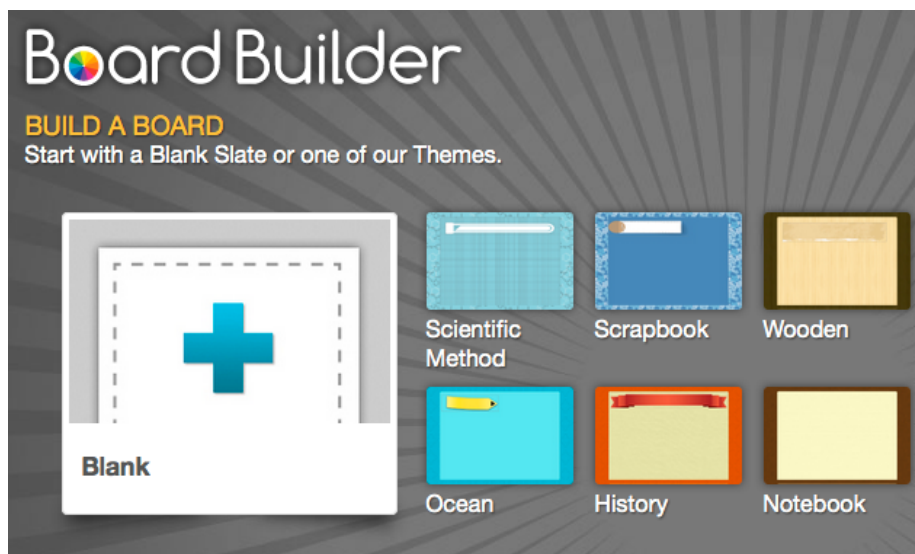 Board Builder
BUILD A BOARD
Start with a Blank Slate or one of our Themes.
Blank
Scientific
Method
Scrapbook
Wooden
Ocean
History
Notebook